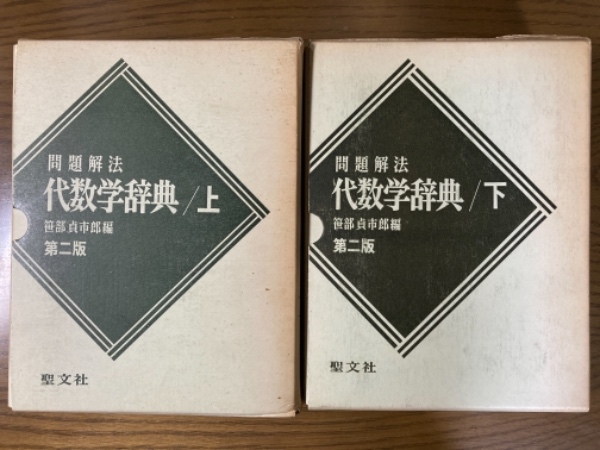 問題解法
代数学辞典/上
笹部貞市郎編
第二版
聖文社
問題解法
代数学辞典/下
笹部貞市郎編
第二版
聖文社